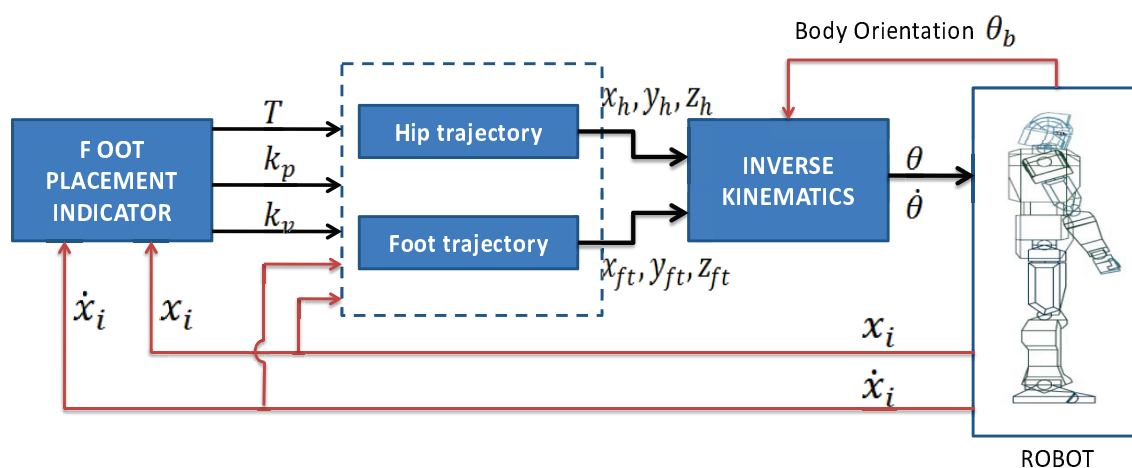 Body Orientation θ_b
x_h, y_h, z_h
T
Hip trajectory
F OOT
PLACEMENT
INDICATOR
k_p
INVERSE
KINEMATICS
θ
θ̇
k_v
Foot trajectory
x_ft, y_ft, z_ft
ẋ_i
x_i
x_i
ẋ_i
ROBOT